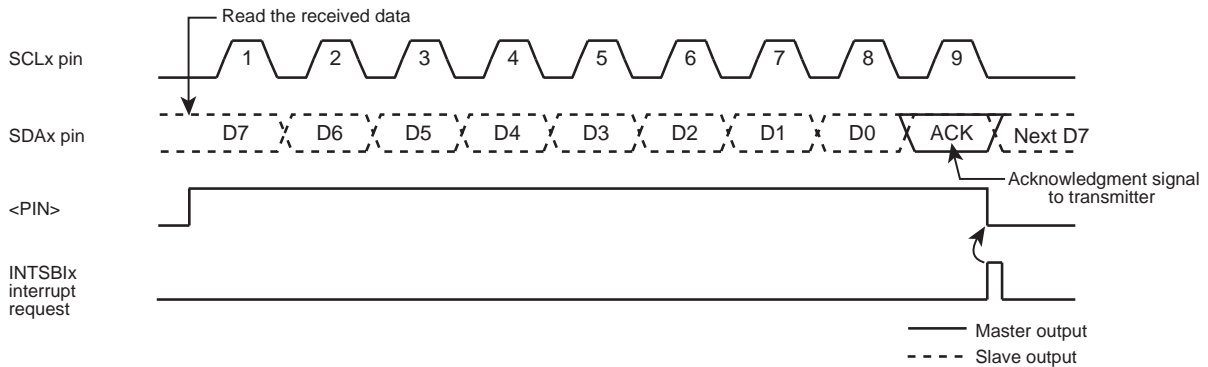 Read the received data
SCLx pin
1 2 3 4 5 6 7 8 9
SDAx pin
D7 D6 D5 D4 D3 D2 D1 D0 ACK Next D7
Acknowledgment signal
to transmitter
<PIN>
INTSBIx
interrupt
request
Master output
Slave output